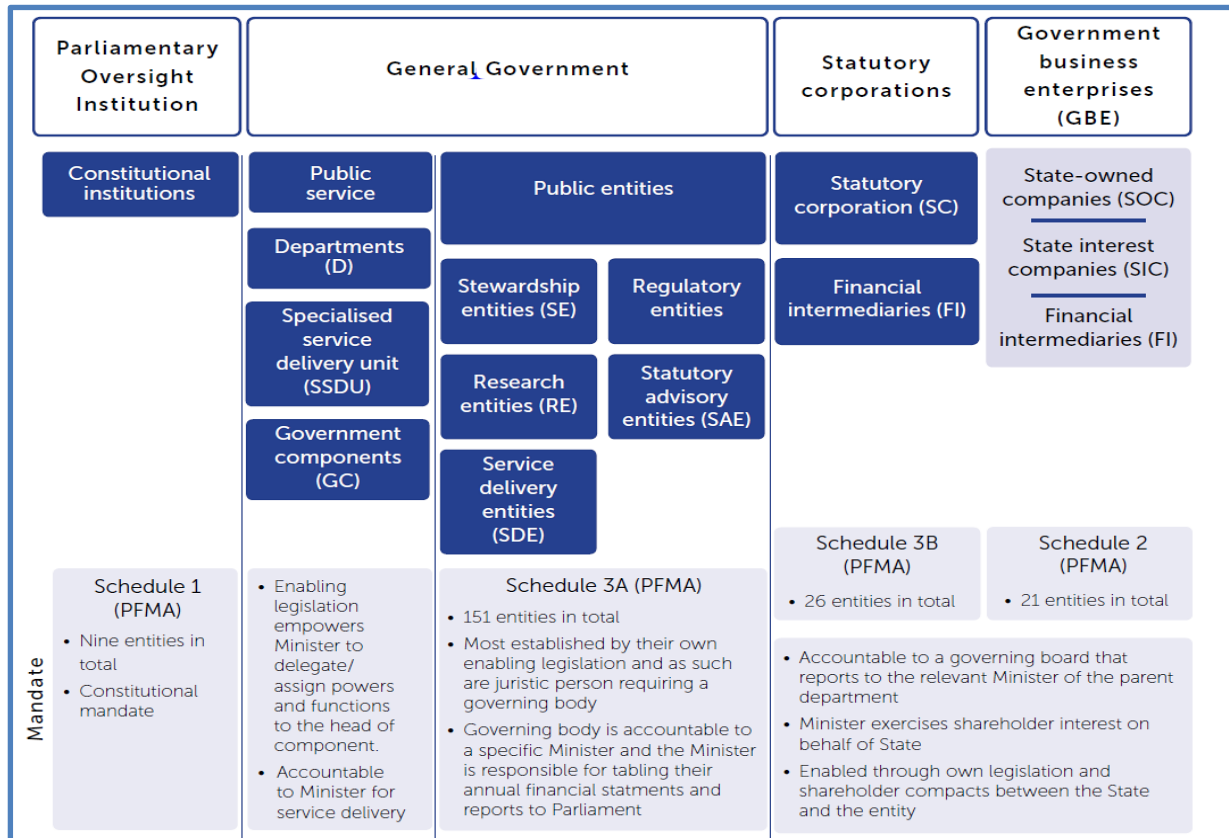 Parliamentary
Oversight
Institution
General Government
Statutory
corporations
Government
business
enterprises
(GBE)
Constitutional
institutions
Public
service
Departments
(D)
Specialised
service
delivery unit
(SSDU)
Government
components
(GC)
Public entities
Stewardship
entities (SE)
Regulatory
entities
Research
entities (RE)
Statutory
advisory
entities (SAE)
Service
delivery
entities
(SDE)
Statutory
corporation (SC)
Financial
intermediaries (FI)
State-owned
companies (SOC)
State interest
companies (SIC)
Financial
intermediaries (FI)
Mandate
Schedule 1
(PFMA)
• Nine entities in
total
• Constitutional
mandate
• Enabling
legislation
empowers
Minister to
delegate/
assign powers
and functions
to the head of
component.
• Accountable
to Minister for
service delivery
Schedule 3A (PFMA)
• 151 entities in total
• Most established by their own
enabling legislation and as such
are juristic person requiring a
governing body
• Governing body is accountable to
a specific Minister and the Minister
is responsible for tabling their
annual financial statments and
reports to Parliament
Schedule 3B
(PFMA)
• 26 entities in total
Schedule 2
(PFMA)
• 21 entities in total
• Accountable to a governing board that
reports to the relevant Minister of the parent
department
• Minister exercises shareholder interest on
behalf of State
• Enabled through own legislation and
shareholder compacts between the State
and the entity